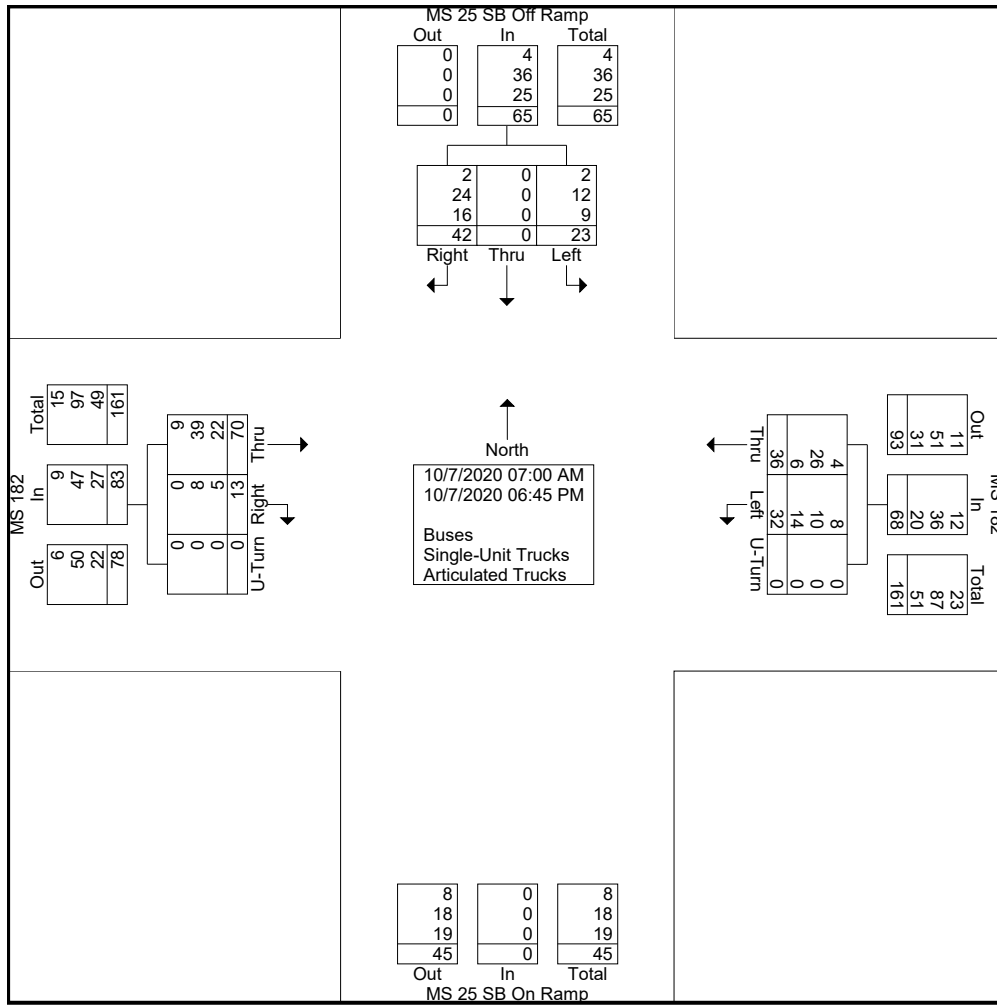 MS 25 SB Off Ramp
Out In Total
0 4 4
0 36 36
0 25 25
0 65 65
2 0 2
24 0 12
16 0 9
42 0 23
Right Thru Left
MS 182
Total
15
97
49
161
In
9
47
27
83
Out
6
50
22
78
9 39 22 70 Thru
0 8 5 13 Right
0 0 0 0 U-Turn
North
10/7/2020 07:00 AM
10/7/2020 06:45 PM
Buses
Single-Unit Trucks
Articulated Trucks
Thru 36 6 26 4
Left 32 14 10 8
U-Turn 0 0 0 0
MS 182
Out
11
51
31
93
In
12
36
20
68
Total
23
87
51
161
8 0 8
18 0 18
19 0 19
45 0 45
Out In Total
MS 25 SB On Ramp